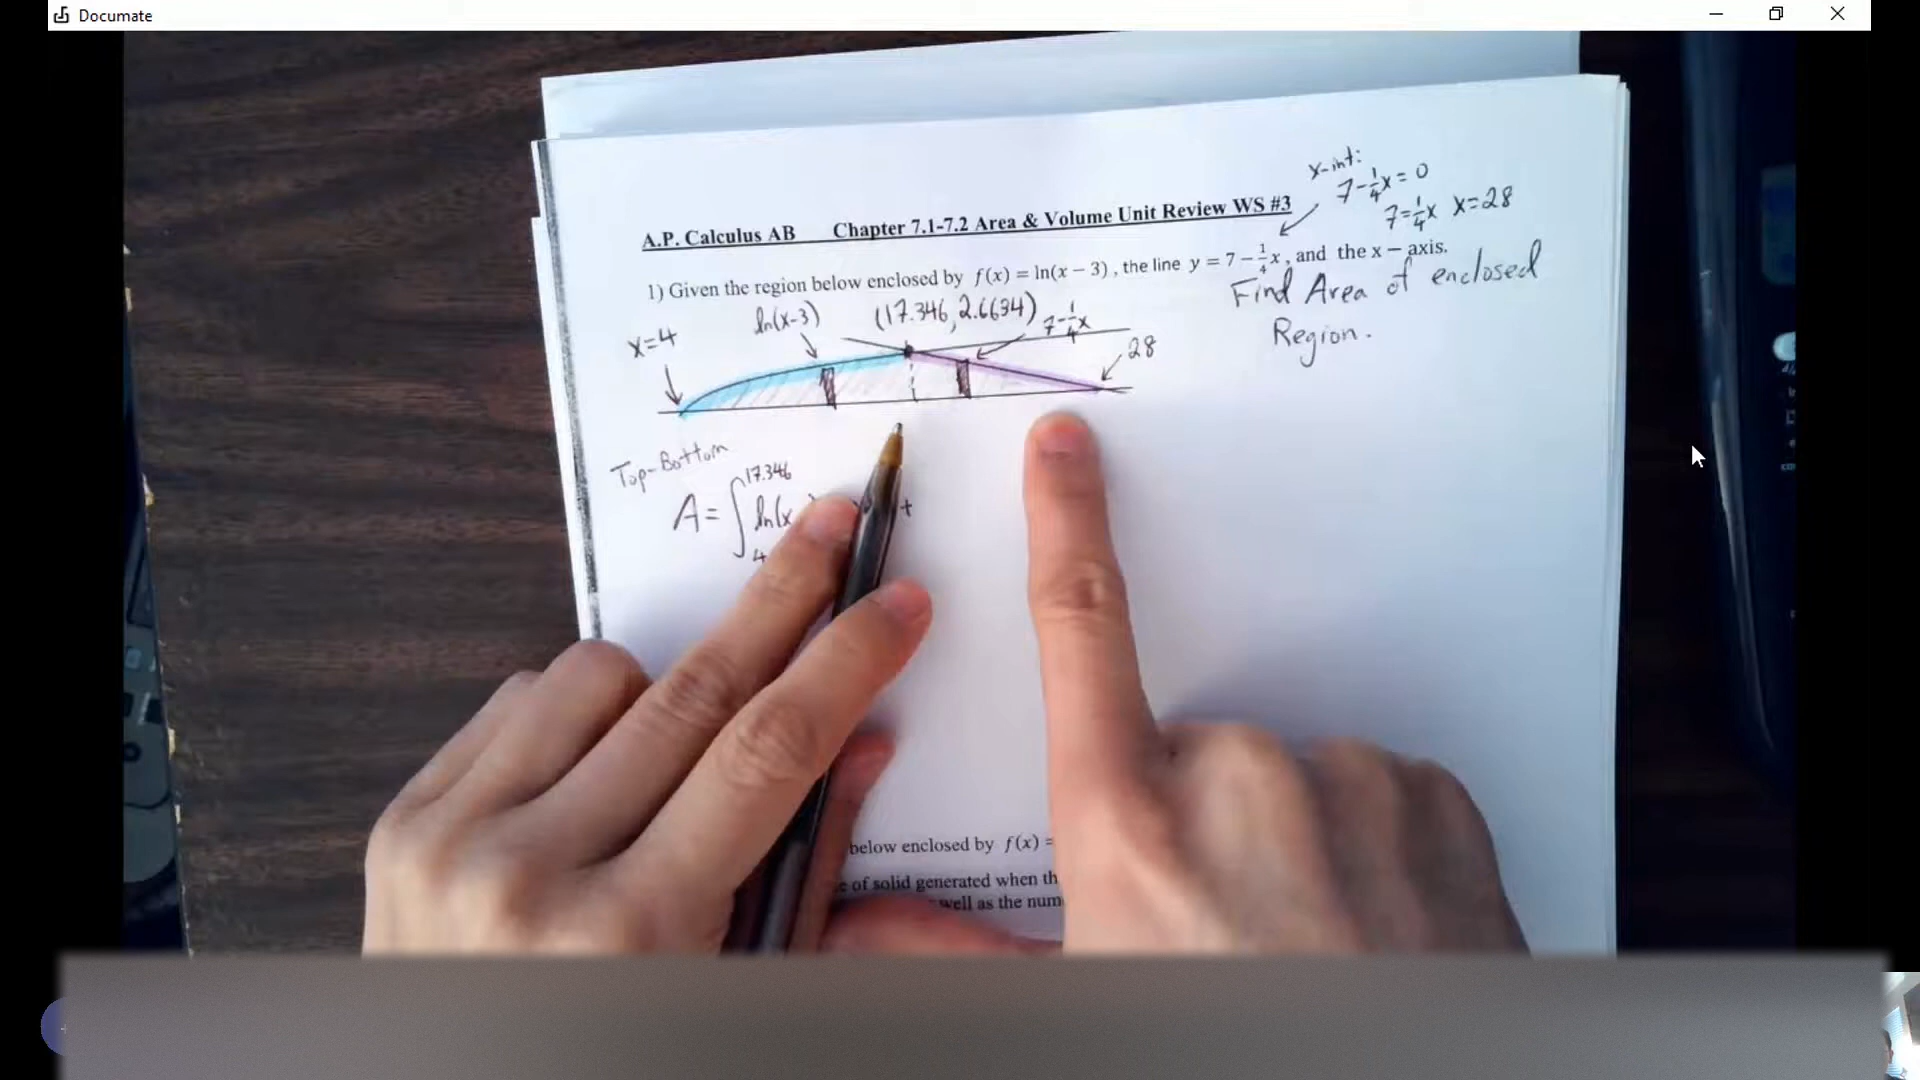 Documate
x-int:
7-1/4x=0
7=1/4x x=28
A.P. Calculus AB Chapter 7.1-7.2 Area & Volume Unit Review WS #3
1) Given the region below enclosed by f(x) = ln(x – 3) , the line y = 7 – 1/4 x , and the x – axis.
Find Area of enclosed
Region.
x=4
ln(x-3)
(17.346, 2.6634)
7-1/4x
28
Top-Bottom
A= ∫ 17.346 4 ln(x +
below enclosed by f(x) =
of solid generated when th
well as the num